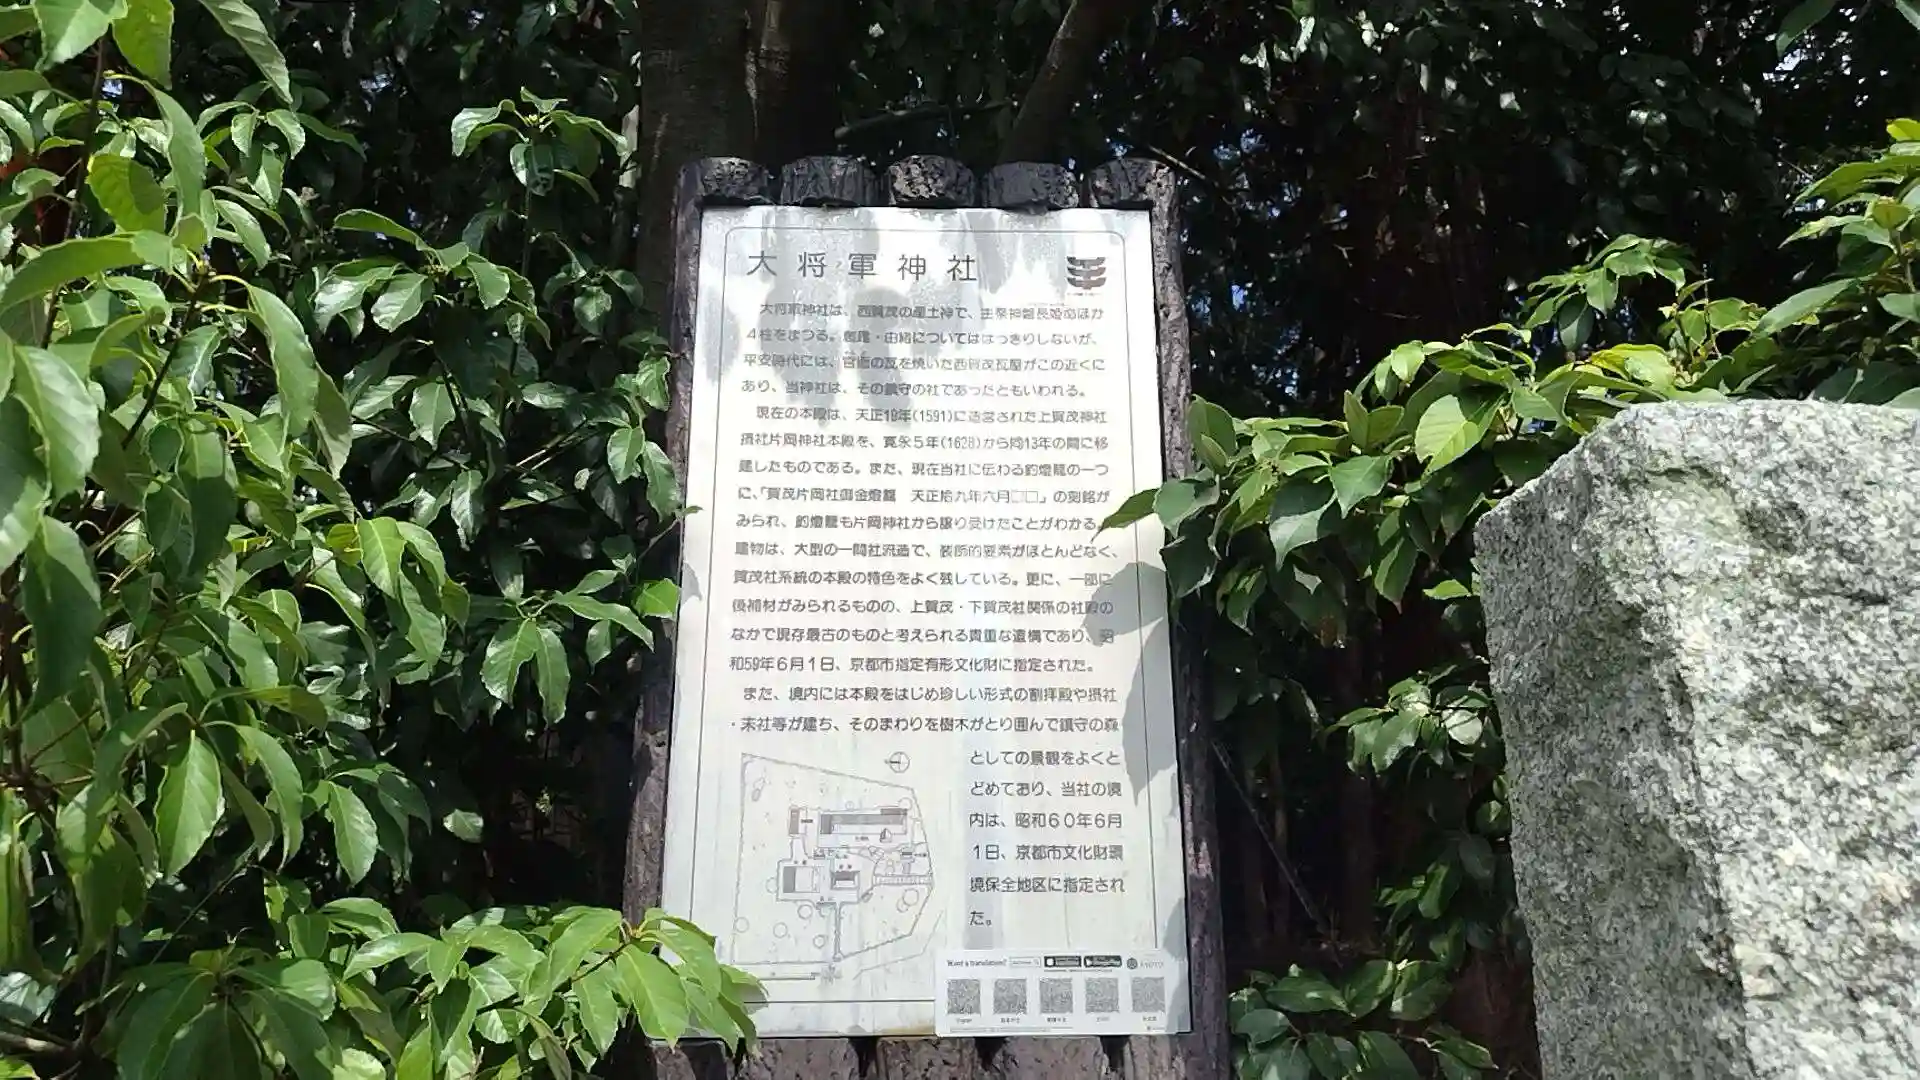 大将軍神社
大将軍神社は、西賀茂の産土神で、主祭神磐長姫命ほか
4柱をまつる。創建・由緒についてははっきりしないが、
平安時代には、官衙の瓦を焼いた西賀茂瓦屋がこの近くに
あり、当神社は、その鎮守の社であったともいわれる。
現在の本殿は、天正19年(1591)に造営された上賀茂神社
摂社片岡神社本殿を、寛永5年(1628)から同13年の間に移
建したものである。また、現在当社に伝わる釣燈籠の一つ
に、「賀茂片岡社御金燈籠　天正拾九年六月□□」の刻銘が
みられ、釣燈籠も片岡神社から譲り受けたことがわかる。
建物は、大型の一間社流造で、装飾的要素がほとんどなく、
賀茂社系統の本殿の特色をよく残している。更に、一部に
後補材がみられるものの、上賀茂・下賀茂社関係の社殿の
なかで現存最古のものと考えられる貴重な遺構であり、昭
和59年6月1日、京都市指定有形文化財に指定された。
また、境内には本殿をはじめ珍しい形式の割拝殿や摂社
・末社等が建ち、そのまわりを樹木がとり囲んで鎮守の森
としての景観をよくと
どめており、当社の境
内は、昭和60年6月
1日、京都市文化財環
境保全地区に指定され
た。
Want a translation?